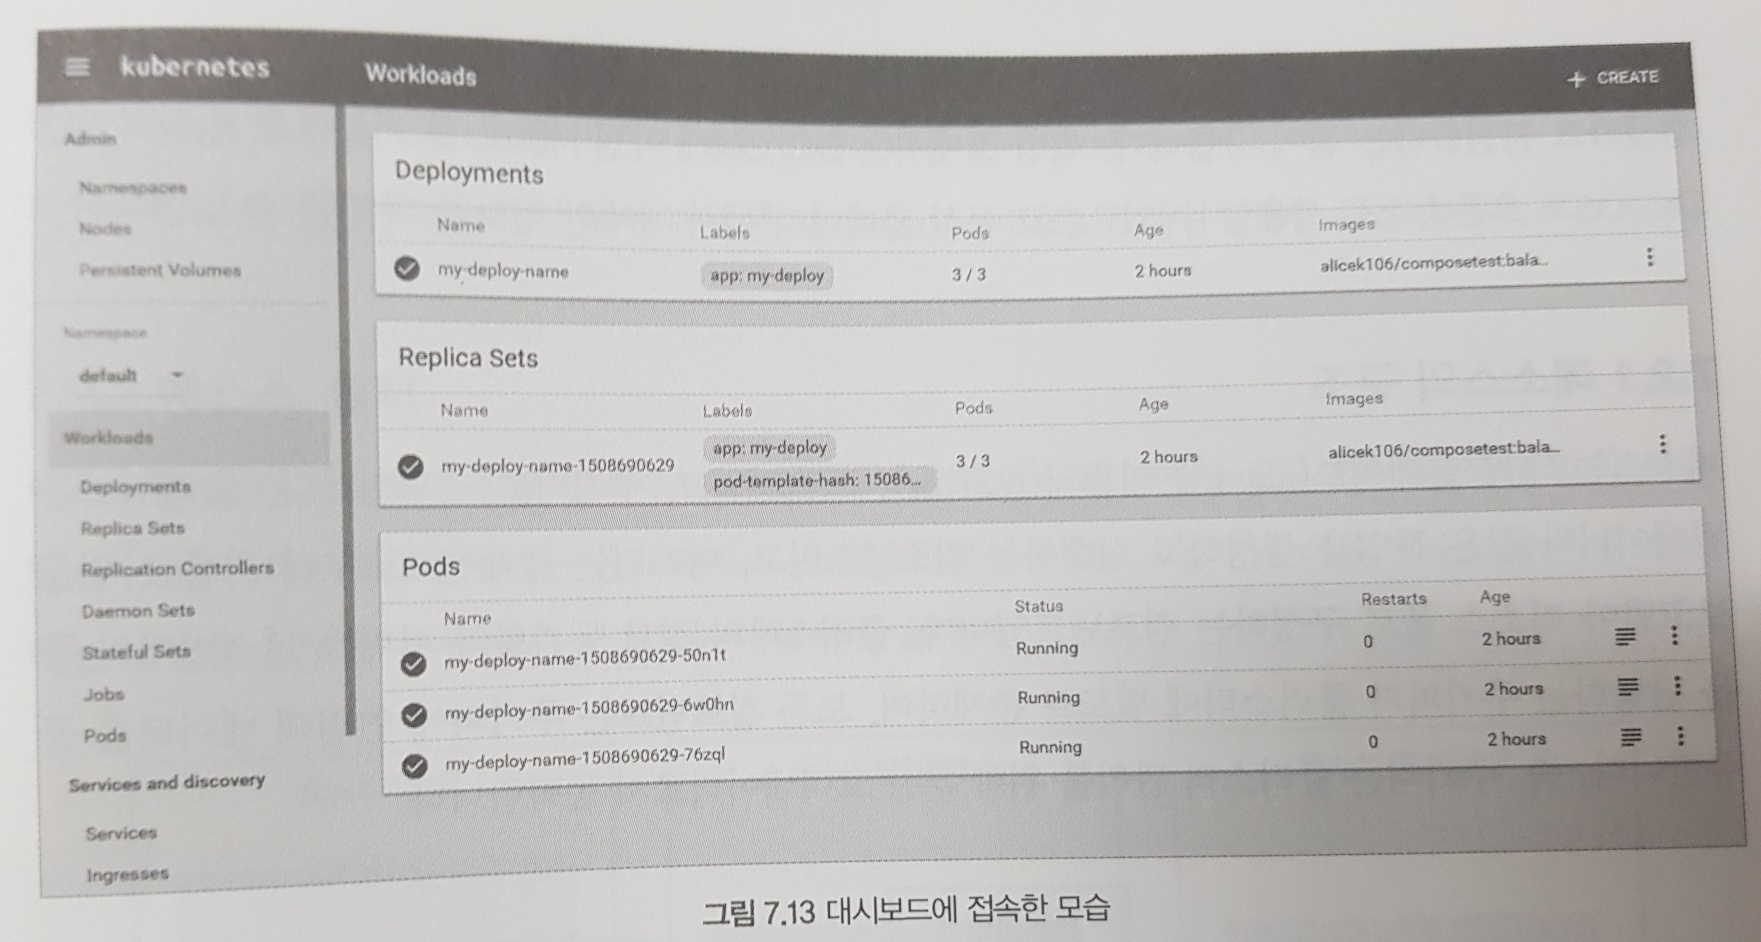 kubernetes
Workloads
+ CREATE
Admin
Namespaces
Nodes
Persistent Volumes
Namespace
default
Workloads
Deployments
Replica Sets
Replication Controllers
Daemon Sets
Stateful Sets
Jobs
Pods
Services and discovery
Services
Ingresses
Deployments
Name Labels Pods Age Images
my-deploy-name app: my-deploy 3 / 3 2 hours alicek106/composetest:bala...
Replica Sets
Name Labels Pods Age Images
my-deploy-name-1508690629 app: my-deploy 3 / 3 2 hours alicek106/composetest:bala...
pod-template-hash: 15086...
Pods
Name Status Restarts Age
my-deploy-name-1508690629-50n1t Running 0 2 hours
my-deploy-name-1508690629-6w0hn Running 0 2 hours
my-deploy-name-1508690629-76zql Running 0 2 hours
그림 7.13 대시보드에 접속한 모습